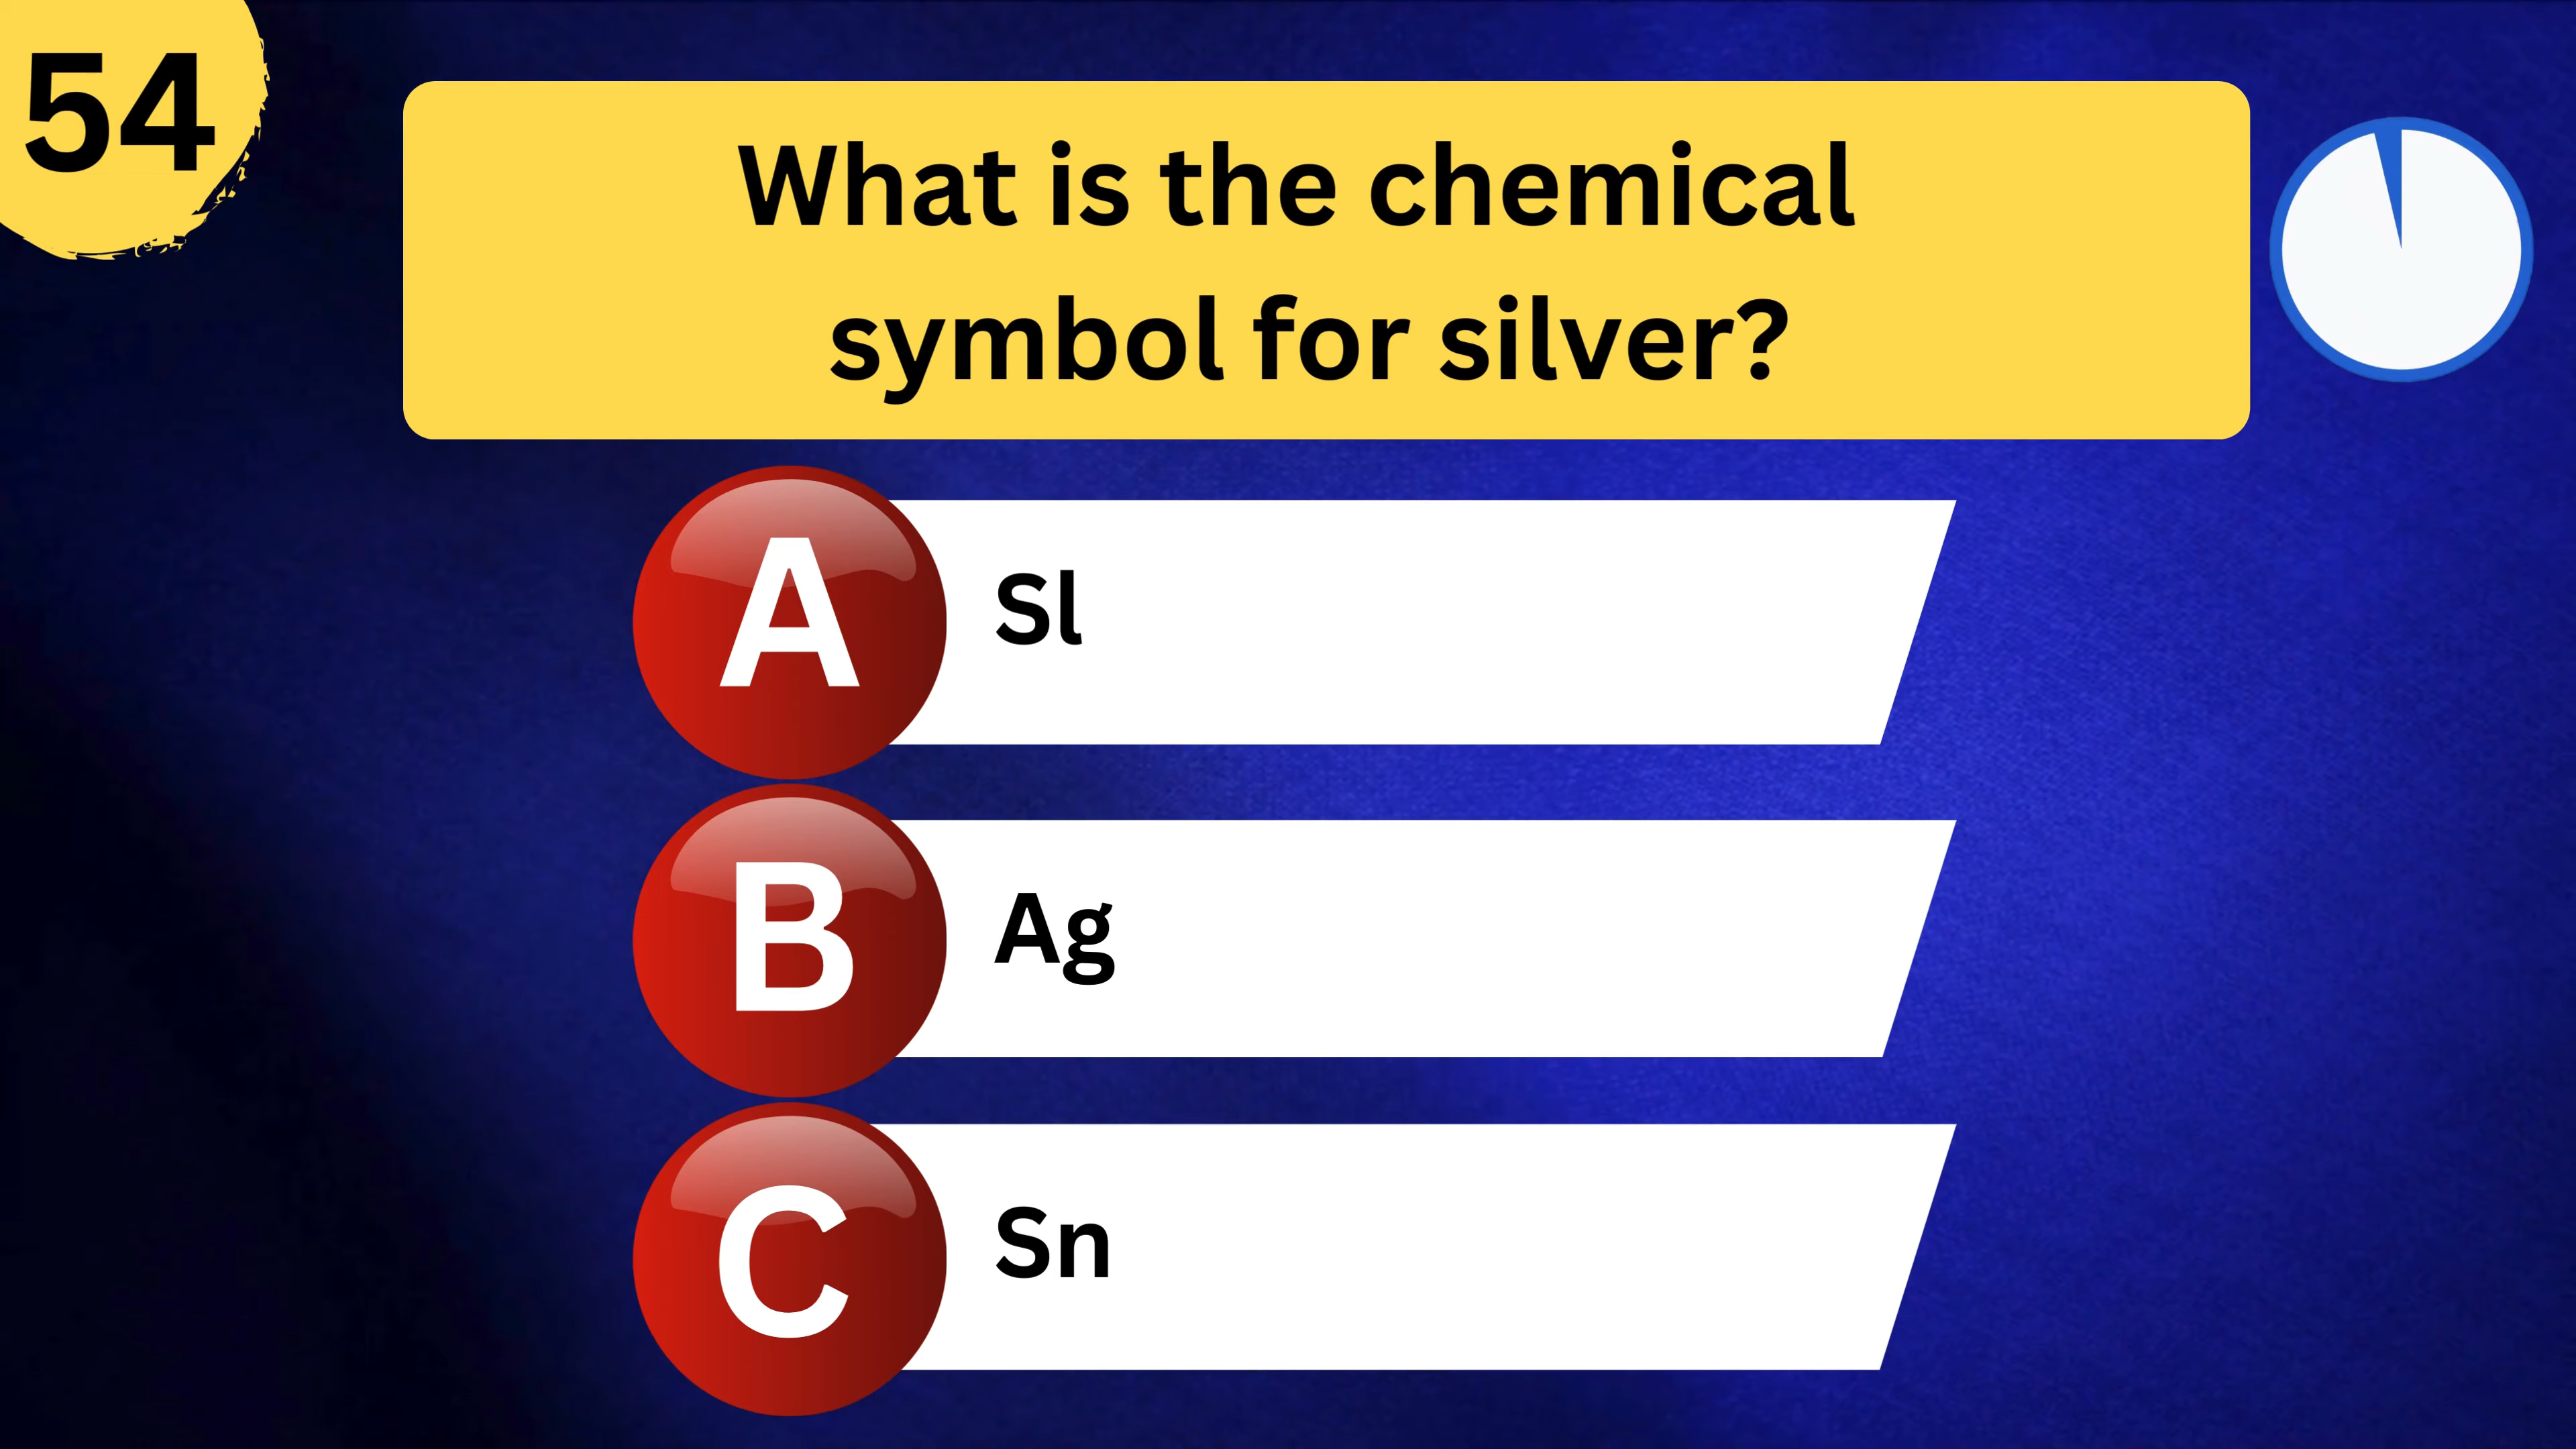 54
What is the chemical
symbol for silver?
A
Sl
B
Ag
C
Sn